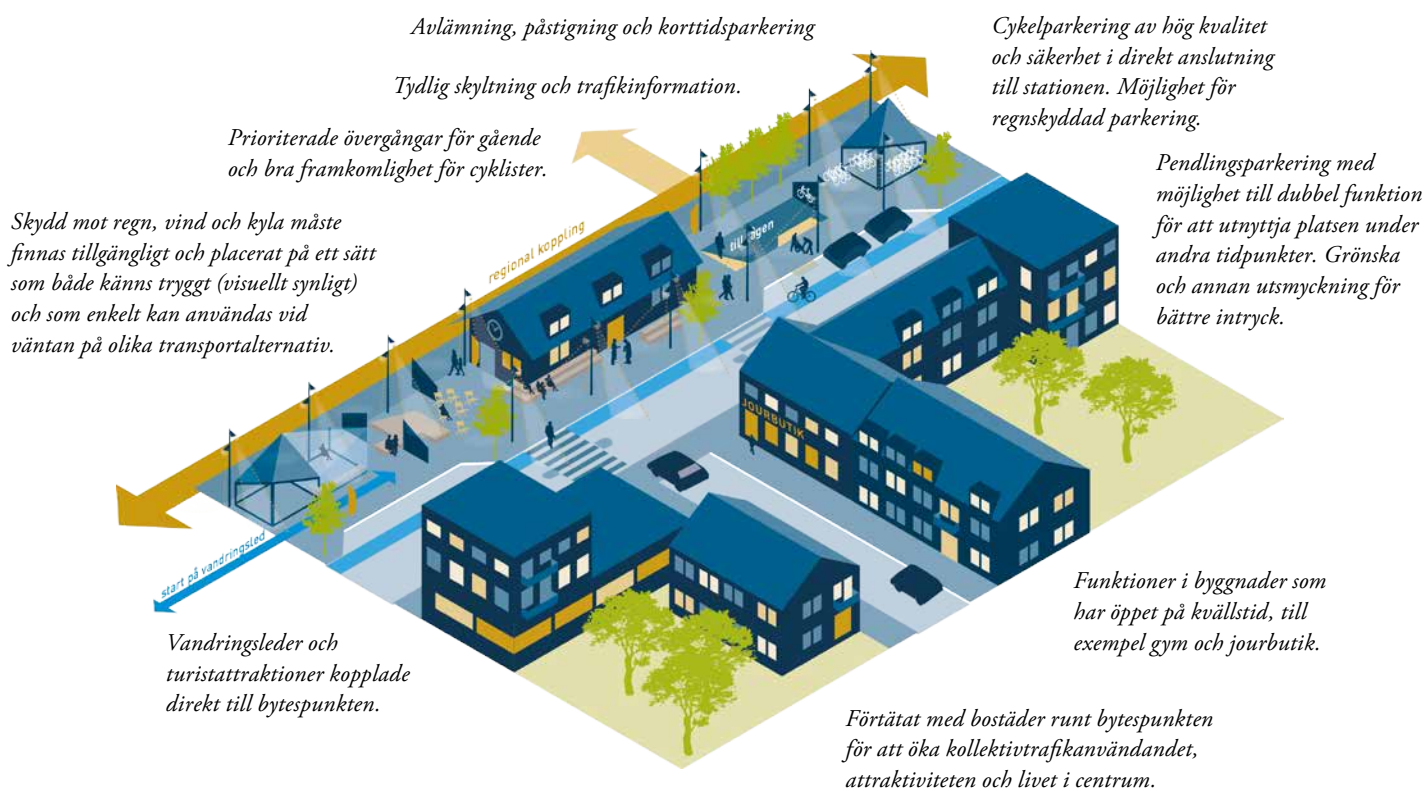 Avlämning, påstigning och korttidsparkering
Tydlig skyltning och trafikinformation.
Prioriterade övergångar för gående
och bra framkomlighet för cyklister.
Skydd mot regn, vind och kyla måste
finnas tillgängligt och placerat på ett sätt
som både känns tryggt (visuellt synligt)
och som enkelt kan användas vid
väntan på olika transportalternativ.
Cykelparkering av hög kvalitet
och säkerhet i direkt anslutning
till stationen. Möjlighet för
regnskyddad parkering.
Pendlingsparkering med
möjlighet till dubbel funktion
för att utnyttja platsen under
andra tidpunkter. Grönska
och annan utsmyckning för
bättre intryck.
regional koppling
JOURBUTIK
start på vandringsled
Vandringsleder och
turistattraktioner kopplade
direkt till bytespunkten.
Funktioner i byggnader som
har öppet på kvällstid, till
exempel gym och jourbutik.
Förtätat med bostäder runt bytespunkten
för att öka kollektivtrafikanvändandet,
attraktiviteten och livet i centrum.